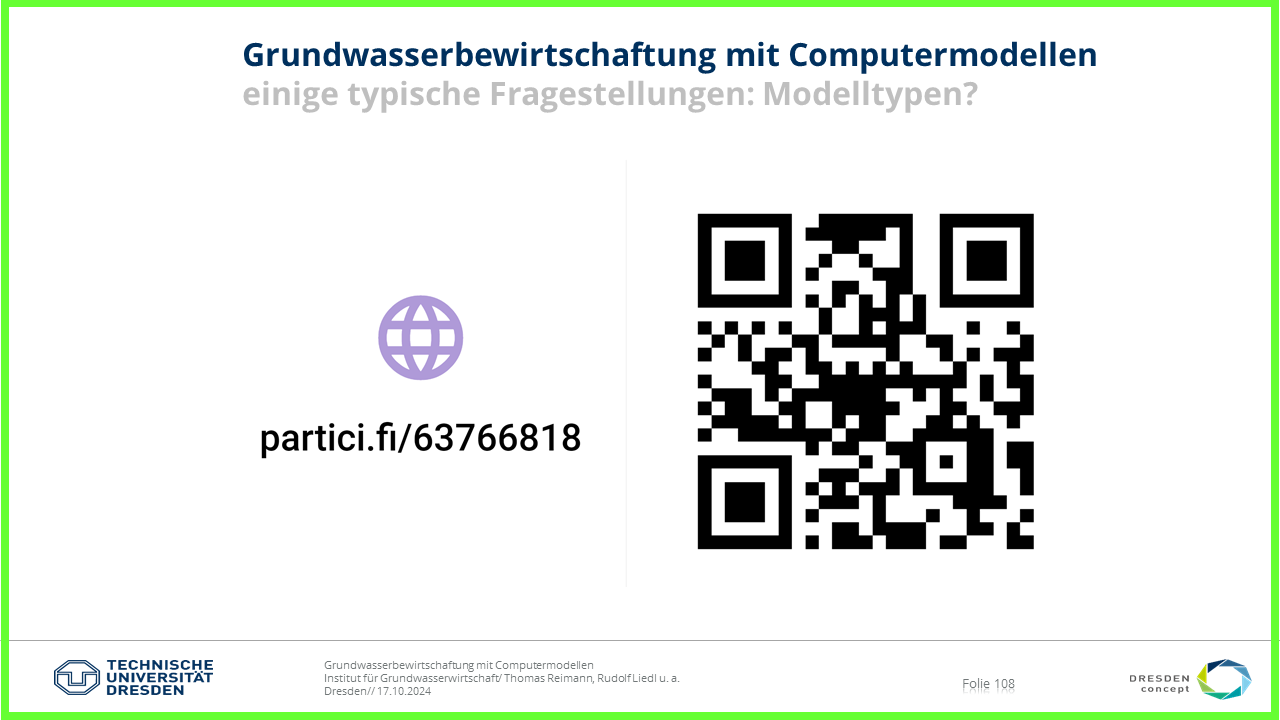 Grundwasserbewirtschaftung mit Computermodellen
einige typische Fragestellungen: Modelltypen?
partici.fi/63766818
TECHNISCHE
UNIVERSITÄT
DRESDEN
Grundwasserbewirtschaftung mit Computermodellen
Institut für Grundwasserwirtschaft/ Thomas Reimann, Rudolf Liedl u. a.
Dresden// 17.10.2024
Folie 108
DRESDEN
concept